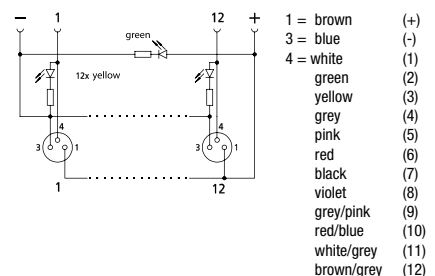 − 1 12 +
green
12x yellow
4 4
3 1 3 1
1 12
1 = brown (+)
3 = blue (-)
4 = white (1)
green (2)
yellow (3)
grey (4)
pink (5)
red (6)
black (7)
violet (8)
grey/pink (9)
red/blue (10)
white/grey (11)
brown/grey (12)